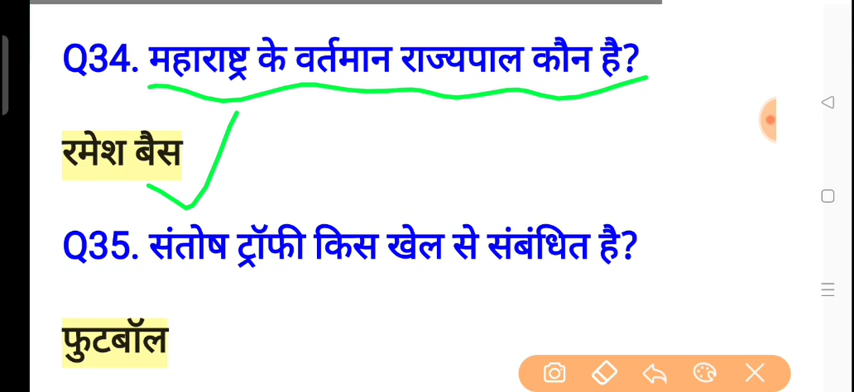 Q34. महाराष्ट्र के वर्तमान राज्यपाल कौन है?
रमेश बैस
Q35. संतोष ट्रॉफी किस खेल से संबंधित है?
फुटबॉल